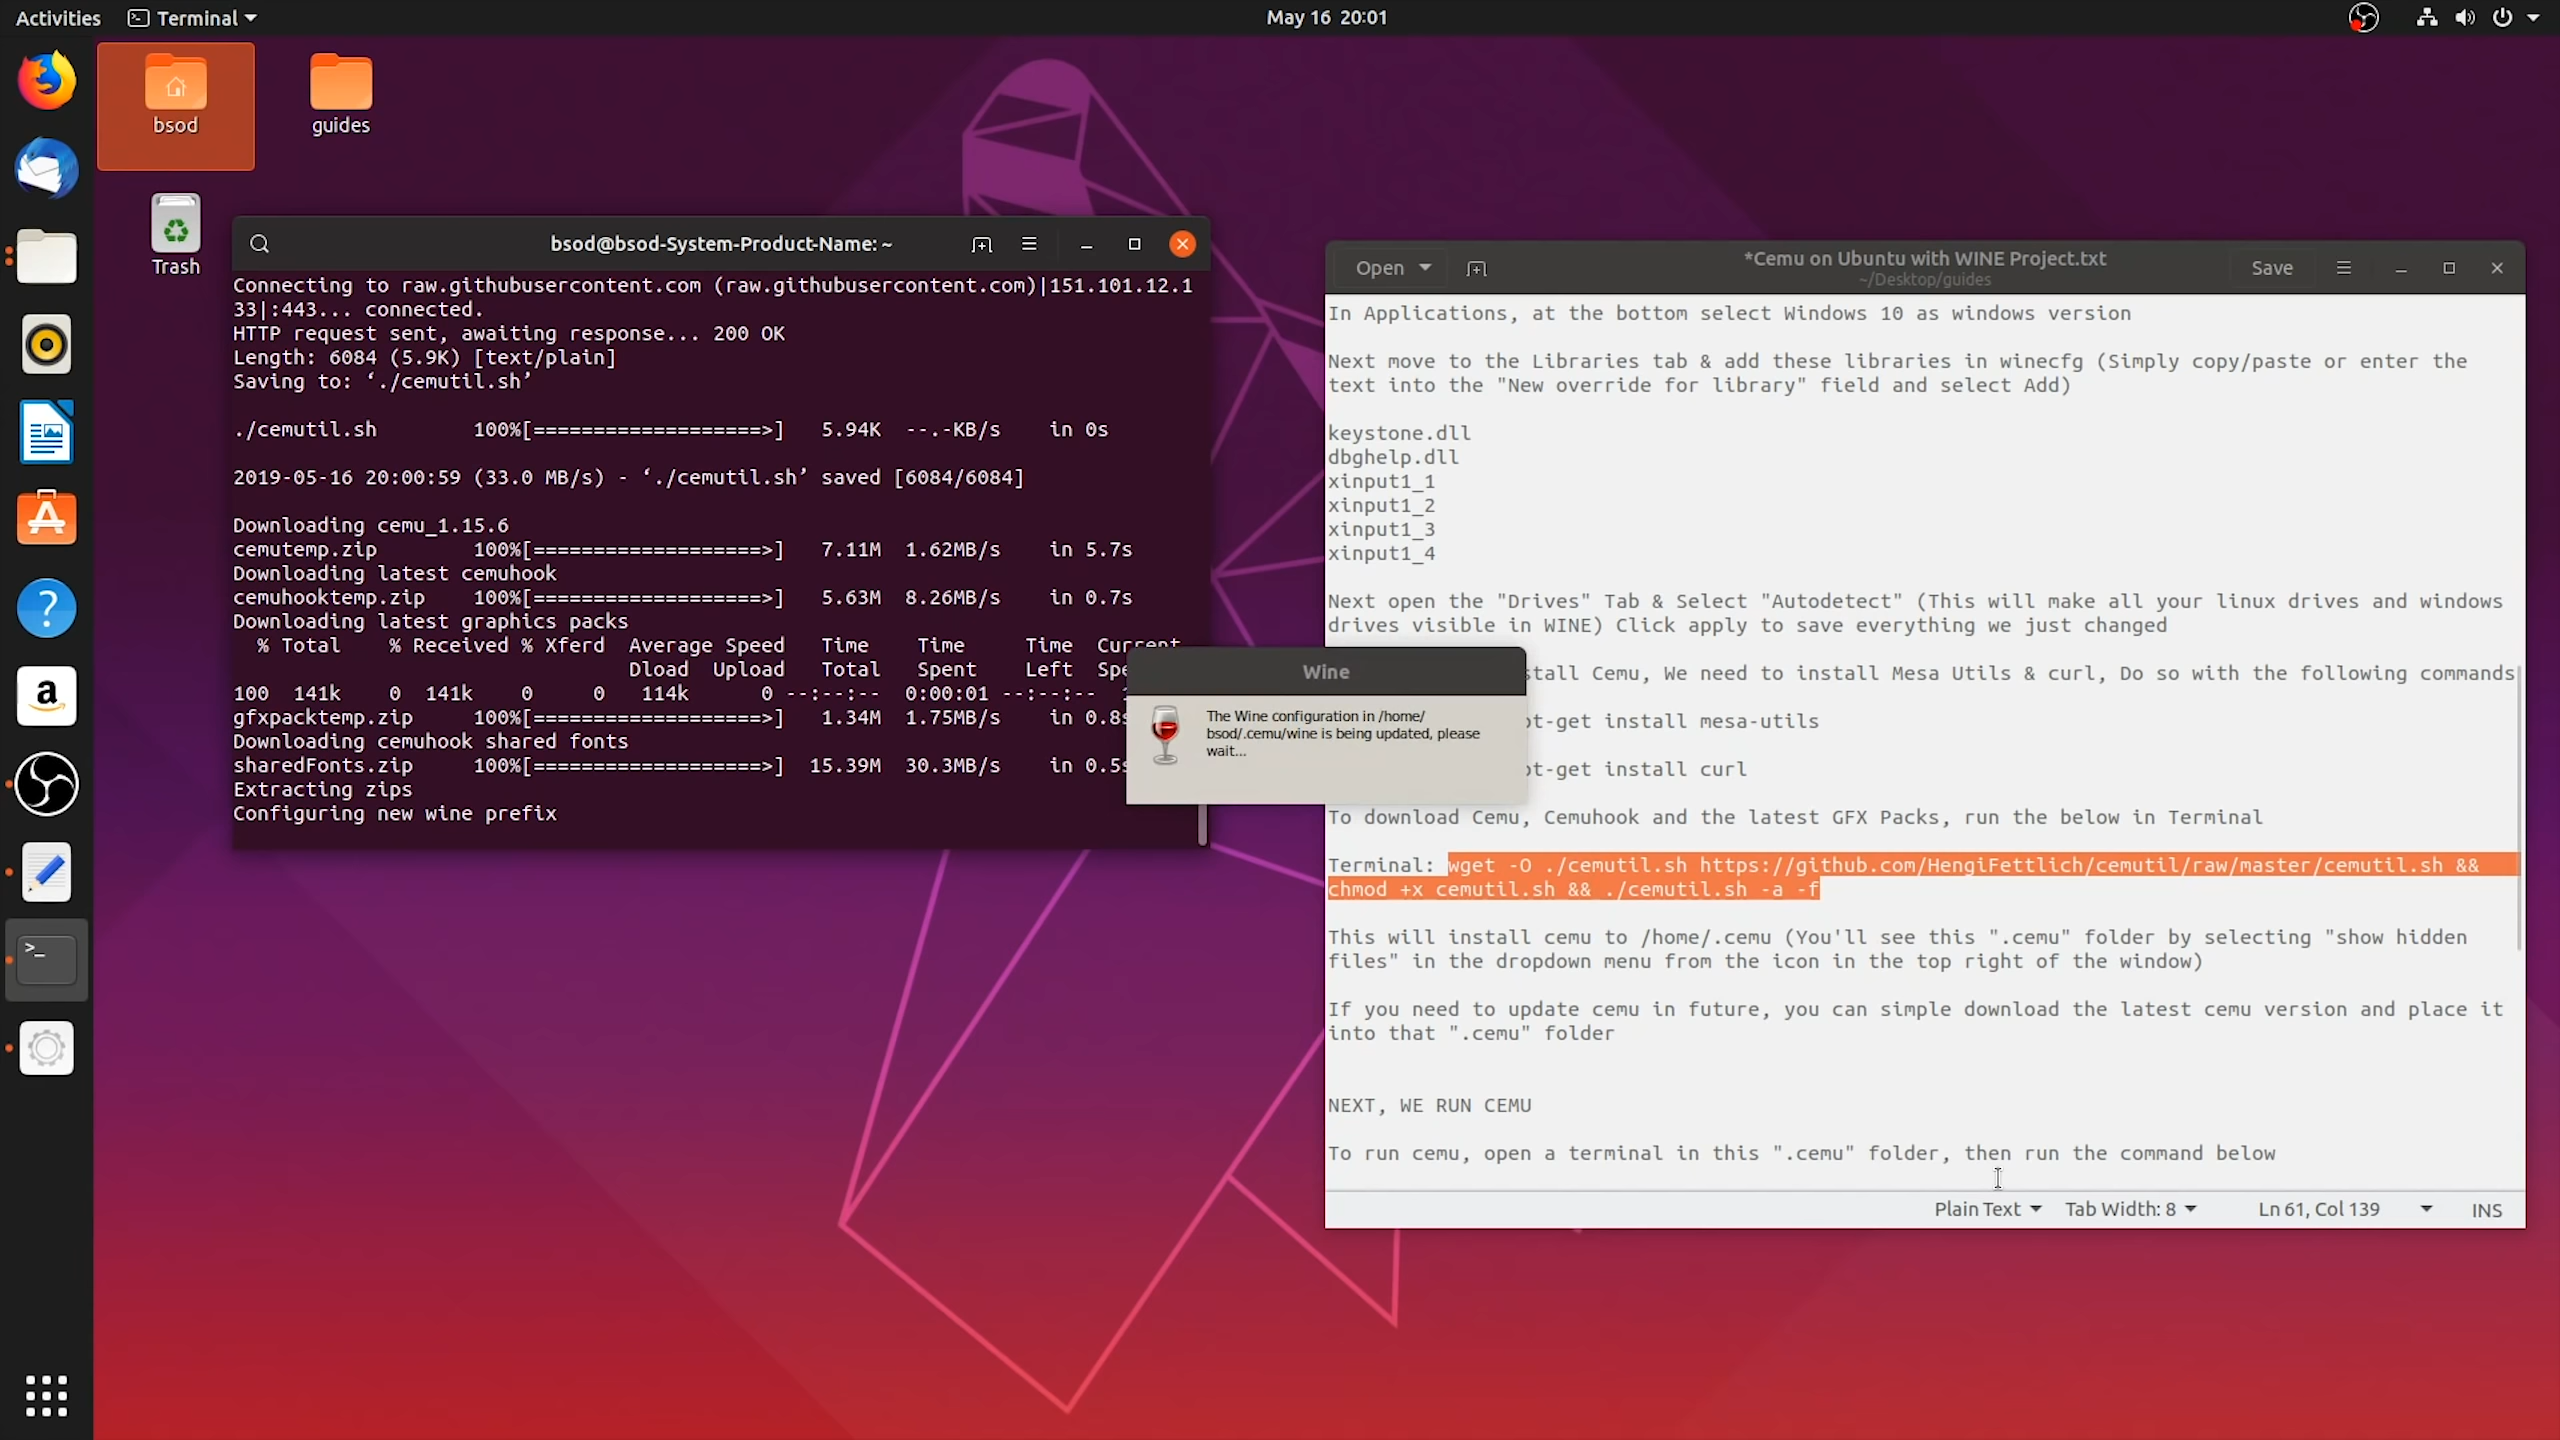 Activities
Terminal
May 16 20:01
bsod
guides
Trash
bsod@bsod-System-Product-Name: ~
Connecting to raw.githubusercontent.com (raw.githubusercontent.com)|151.101.12.1
33|:443... connected.
HTTP request sent, awaiting response... 200 OK
Length: 6084 (5.9K) [text/plain]
Saving to: ‘./cemutil.sh’
./cemutil.sh 100%[===================>] 5.94K --.-KB/s in 0s
2019-05-16 20:00:59 (33.0 MB/s) - ‘./cemutil.sh’ saved [6084/6084]
Downloading cemu_1.15.6
cemutemp.zip 100%[===================>] 7.11M 1.62MB/s in 5.7s
Downloading latest cemuhook
cemuhooktemp.zip 100%[===================>] 5.63M 8.26MB/s in 0.7s
Downloading latest graphics packs
% Total % Received % Xferd Average Speed Time Time Time Current
Dload Upload Total Spent Left Spe
100 141k 0 141k 0 0 114k 0 --:--:-- 0:00:01 --:--:--
gfxpacktemp.zip 100%[===================>] 1.34M 1.75MB/s in 0.8s
Downloading cemuhook shared fonts
sharedFonts.zip 100%[===================>] 15.39M 30.3MB/s in 0.5s
Extracting zips
Configuring new wine prefix
Wine
The Wine configuration in /home/
bsod/.cemu/wine is being updated, please
wait...
Open
*Cemu on Ubuntu with WINE Project.txt
~/Desktop/guides
Save
In Applications, at the bottom select Windows 10 as windows version
Next move to the Libraries tab & add these libraries in winecfg (Simply copy/paste or enter the
text into the "New override for library" field and select Add)
keystone.dll
dbghelp.dll
xinput1_1
xinput1_2
xinput1_3
xinput1_4
Next open the "Drives" Tab & Select "Autodetect" (This will make all your linux drives and windows
drives visible in WINE) Click apply to save everything we just changed
stall Cemu, We need to install Mesa Utils & curl, Do so with the following commands
pt-get install mesa-utils
pt-get install curl
To download Cemu, Cemuhook and the latest GFX Packs, run the below in Terminal
Terminal: wget -O ./cemutil.sh https://github.com/HengiFettlich/cemutil/raw/master/cemutil.sh &&
chmod +x cemutil.sh && ./cemutil.sh -a -f
This will install cemu to /home/.cemu (You'll see this ".cemu" folder by selecting "show hidden
files" in the dropdown menu from the icon in the top right of the window)
If you need to update cemu in future, you can simple download the latest cemu version and place it
into that ".cemu" folder
NEXT, WE RUN CEMU
To run cemu, open a terminal in this ".cemu" folder, then run the command below
Plain Text
Tab Width: 8
Ln 61, Col 139
INS